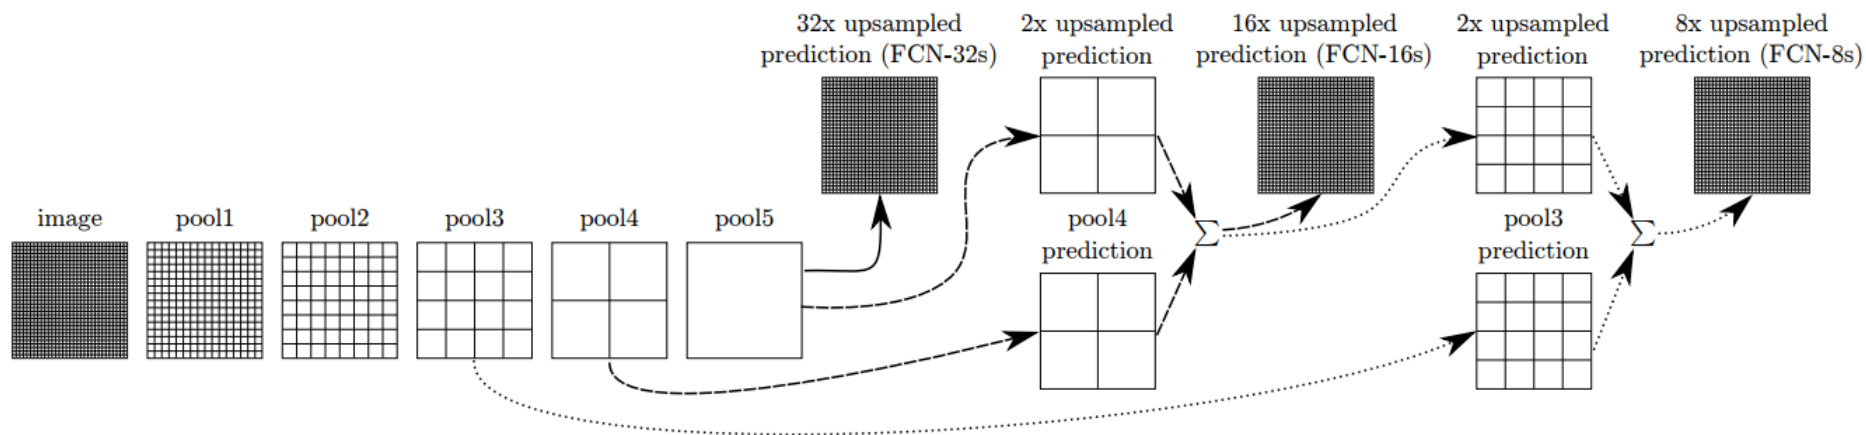 32x upsampled
prediction (FCN-32s)
2x upsampled
prediction
16x upsampled
prediction (FCN-16s)
2x upsampled
prediction
8x upsampled
prediction (FCN-8s)
image
pool1
pool2
pool3
pool4
pool5
pool4
prediction
∑
pool3
prediction
∑